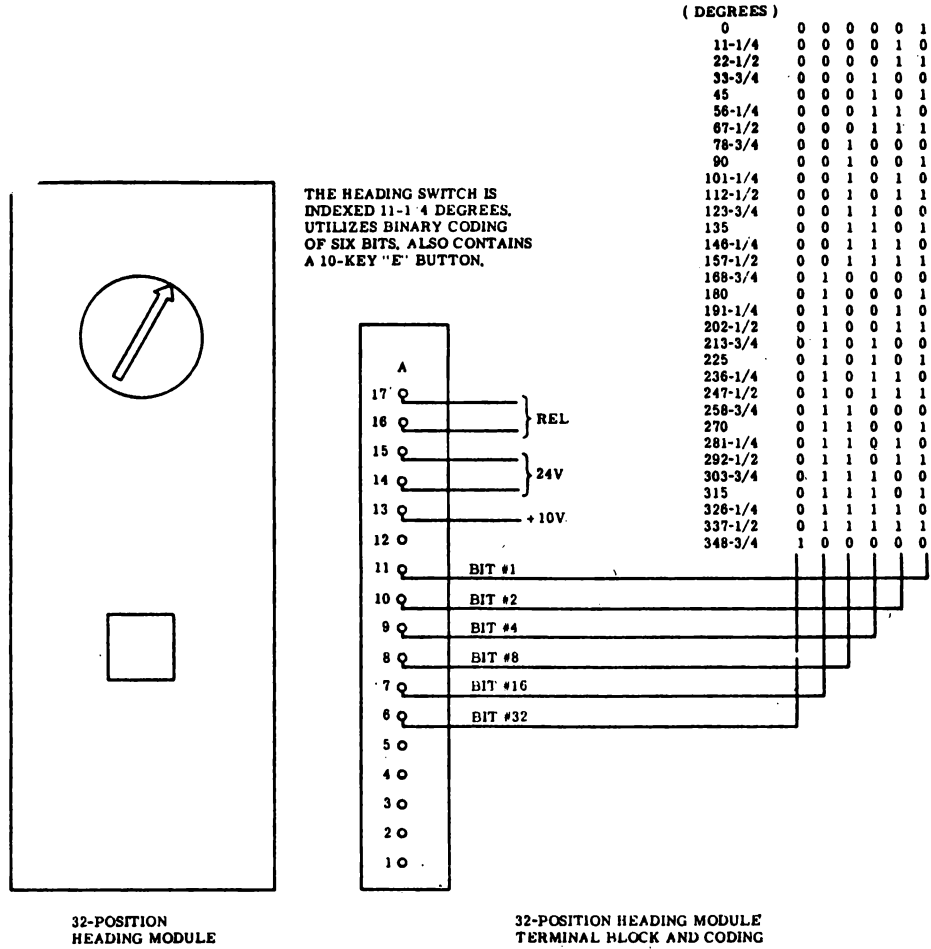 ( DEGREES )
0 0 0 0 0 0 1
11-1/4 0 0 0 0 1 0
22-1/2 0 0 0 0 1 1
33-3/4 0 0 0 1 0 0
45 0 0 0 1 0 1
56-1/4 0 0 0 1 1 0
67-1/2 0 0 0 1 1 1
78-3/4 0 0 1 0 0 0
90 0 0 1 0 0 1
101-1/4 0 0 1 0 1 0
112-1/2 0 0 1 0 1 1
123-3/4 0 0 1 1 0 0
135 0 0 1 1 0 1
146-1/4 0 0 1 1 1 0
157-1/2 0 0 1 1 1 1
168-3/4 0 1 0 0 0 0
180 0 1 0 0 0 1
191-1/4 0 1 0 0 1 0
202-1/2 0 1 0 0 1 1
213-3/4 0 1 0 1 0 0
225 0 1 0 1 0 1
236-1/4 0 1 0 1 1 0
247-1/2 0 1 0 1 1 1
258-3/4 0 1 1 0 0 0
270 0 1 1 0 0 1
281-1/4 0 1 1 0 1 0
292-1/2 0 1 1 0 1 1
303-3/4 0 1 1 1 0 0
315 0 1 1 1 0 1
326-1/4 0 1 1 1 1 0
337-1/2 0 1 1 1 1 1
348-3/4 1 0 0 0 0 0
THE HEADING SWITCH IS
INDEXED 11-1 4 DEGREES,
UTILIZES BINARY CODING
OF SIX BITS, ALSO CONTAINS
A 10-KEY "E" BUTTON,
A
17
REL
16
15
24V
14
13 +10V
12
11 BIT #1
10 BIT #2
9 BIT #4
8 BIT #8
7 BIT #16
6 BIT #32
5
4
3
2
1
32-POSITION
HEADING MODULE
32-POSITION HEADING MODULE
TERMINAL BLOCK AND CODING